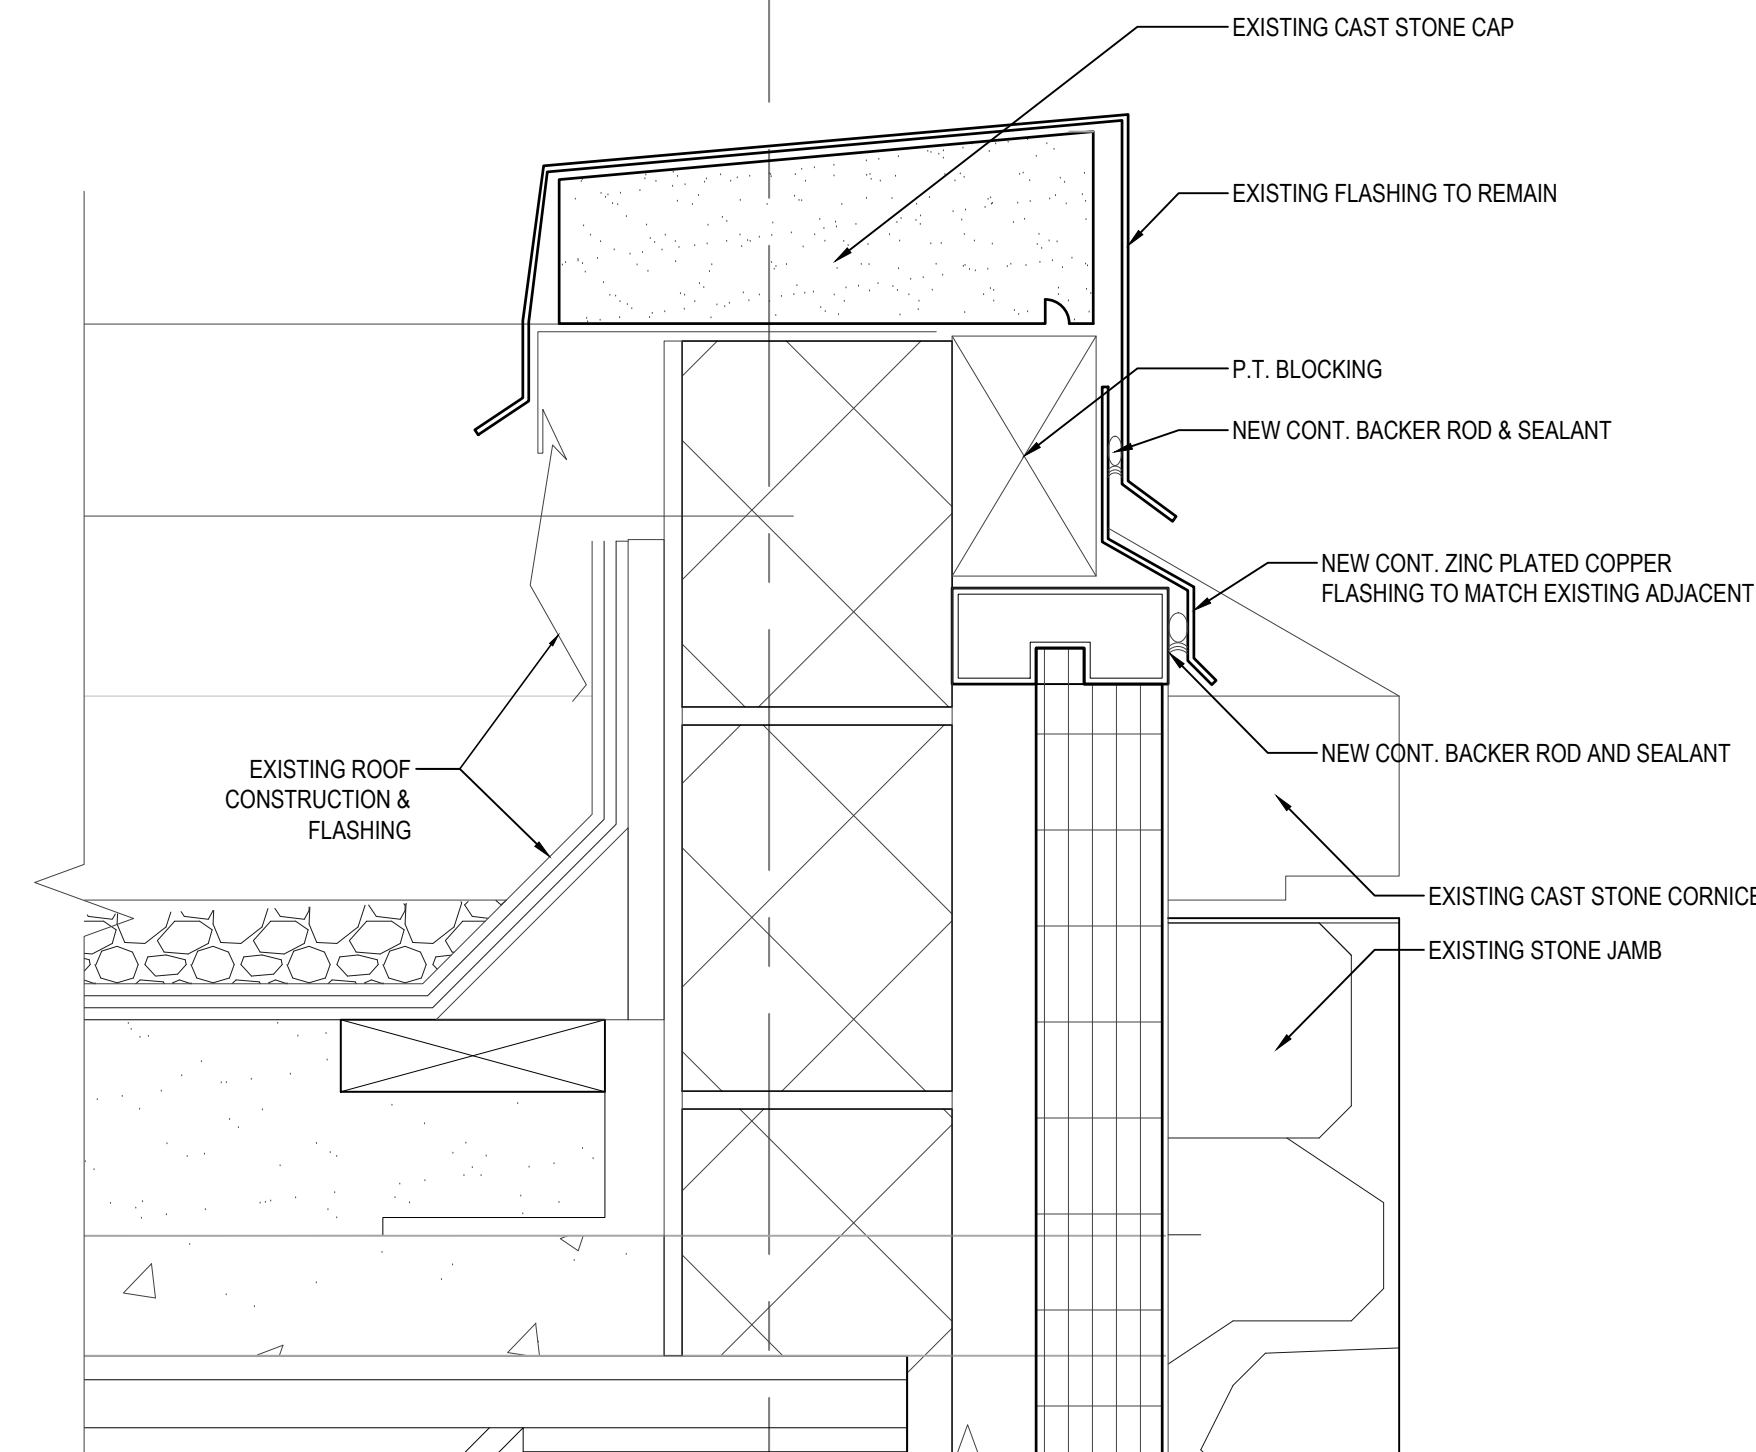 EXISTING CAST STONE CAP
EXISTING FLASHING TO REMAIN
P.T. BLOCKING
NEW CONT. BACKER ROD & SEALANT
NEW CONT. ZINC PLATED COPPER
FLASHING TO MATCH EXISTING ADJACENT
NEW CONT. BACKER ROD AND SEALANT
EXISTING ROOF
CONSTRUCTION &
FLASHING
EXISTING CAST STONE CORNICE
EXISTING STONE JAMB